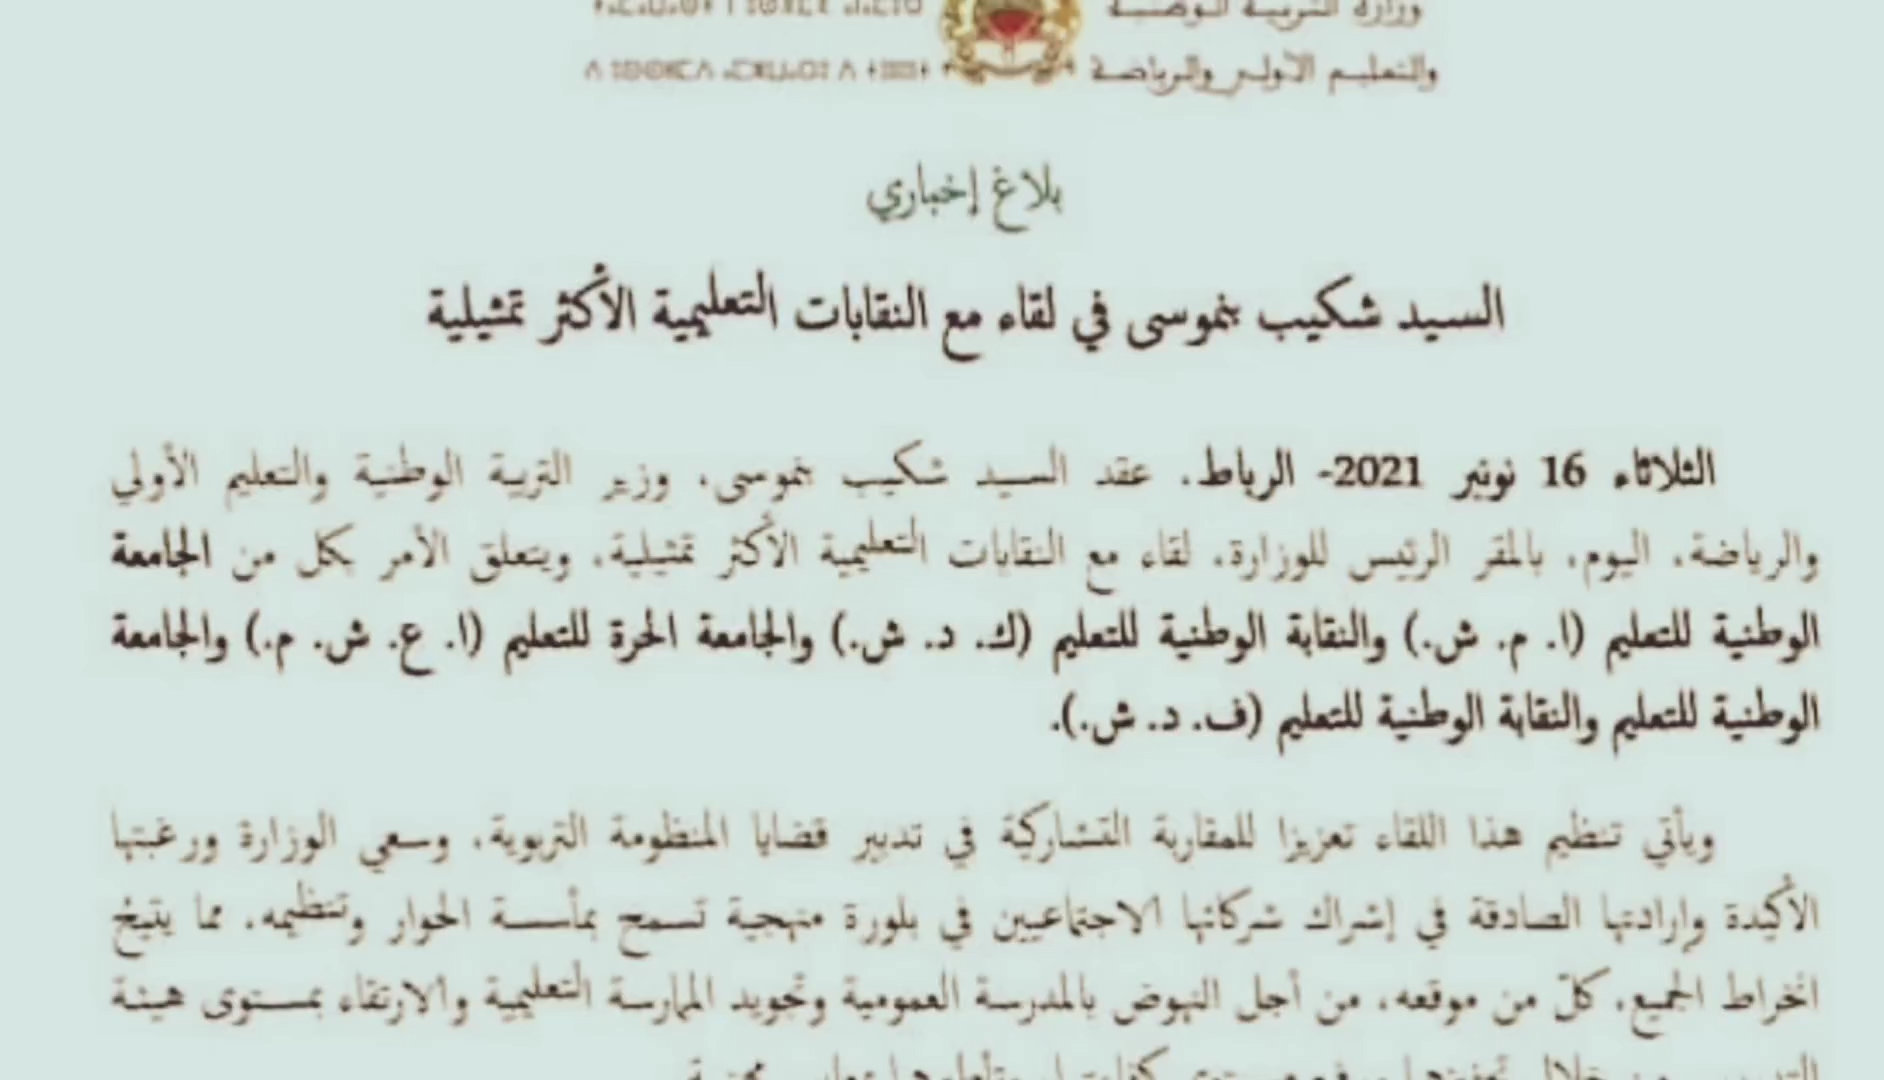 وزارة التربية الوطنية
والتعليم الأولي والرياضة
بلاغ إخباري
السيد شكيب بنموسى في لقاء مع النقابات التعليمية الأكثر تمثيلية
الثلاثاء 16 نونبر 2021- الرباط. عقد السيد شكيب بنموسى، وزير التربية الوطنية والتعليم الأولي
والرياضة، اليوم، بالمقر الرئيس للوزارة، لقاء مع النقابات التعليمية الأكثر تمثيلية، ويتعلق الأمر بكل من الجامعة
الوطنية للتعليم (ا. م. ش.) والنقابة الوطنية للتعليم (ك. د. ش.) والجامعة الحرة للتعليم (ا. ع. ش. م.) والجامعة
الوطنية للتعليم والنقابة الوطنية للتعليم (ف. د. ش.).
ويأتي تنظيم هذا اللقاء تعزيزا للمقاربة التشاركية في تدبير قضايا المنظومة التربوية، وسعي الوزارة ورغبتها
الأكيدة وإرادتها الصادقة في إشراك شركائها الاجتماعيين في بلورة منهجية تسمح بمأسسة الحوار وتنظيمه، مما يتيح
انخراط الجميع، كلّ من موقعه، من أجل النهوض بالمدرسة العمومية وتجويد الممارسة التعليمية والارتقاء بمستوى هيئة